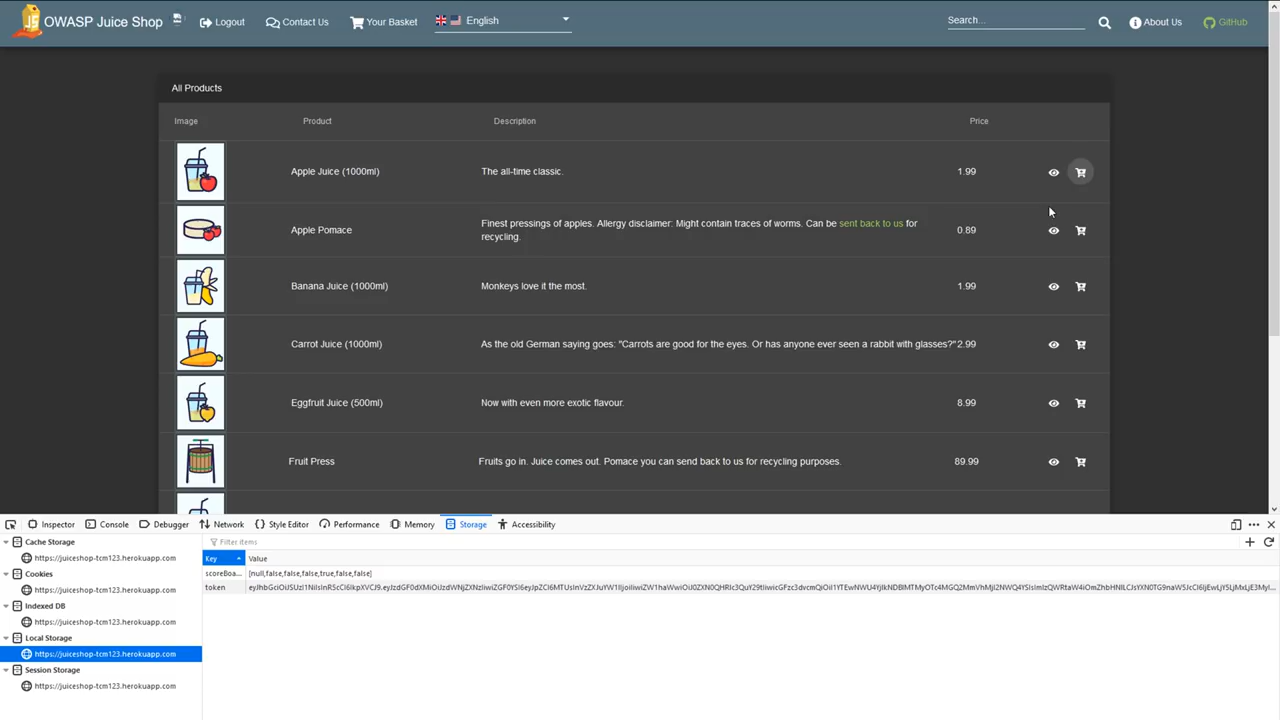 OWASP Juice Shop
Logout
Contact Us
Your Basket
English
Search...
About Us
GitHub
All Products
Image Product Description Price
Apple Juice (1000ml) The all-time classic. 1.99
Apple Pomace Finest pressings of apples. Allergy disclaimer: Might contain traces of worms. Can be sent back to us for 0.89
recycling.
Banana Juice (1000ml) Monkeys love it the most. 1.99
Carrot Juice (1000ml) As the old German saying goes: "Carrots are good for the eyes. Or has anyone ever seen a rabbit with glasses?" 2.99
Eggfruit Juice (500ml) Now with even more exotic flavour. 8.99
Fruit Press Fruits go in. Juice comes out. Pomace you can send back to us for recycling purposes. 89.99
Inspector Console Debugger Network Style Editor Performance Memory Storage Accessibility
Cache Storage
https://juiceshop-tcm123.herokuapp.com
Cookies
https://juiceshop-tcm123.herokuapp.com
Indexed DB
https://juiceshop-tcm123.herokuapp.com
Local Storage
https://juiceshop-tcm123.herokuapp.com
Session Storage
https://juiceshop-tcm123.herokuapp.com
Filter items
Key Value
scoreBoa... [null,false,false,false,true,false,false]
token